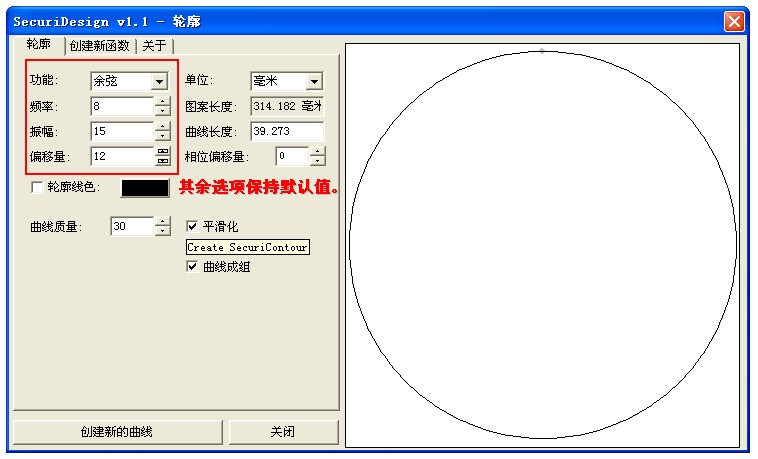 SecuriDesign v1.1 - 轮廓
轮廓 创建新函数 关于
功能: 余弦 单位: 毫米
频率: 8 图案长度: 314.182 毫米
振幅: 15 曲线长度: 39.273
偏移量: 12 相位偏移量: 0
轮廓线色: 其余选项保持默认值。
曲线质量: 30 平滑化
Create SecuriContour
曲线成组
创建新的曲线 关闭